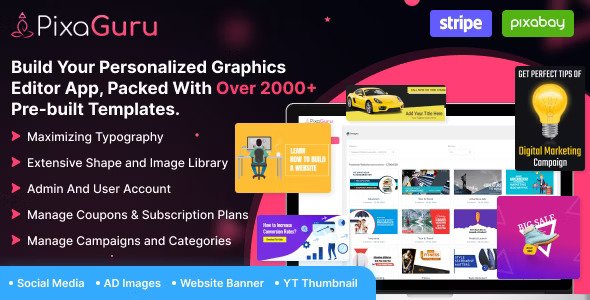 PixaGuru
stripe
pixabay
Build Your Personalized Graphics
Editor App, Packed With Over 2000+
Pre-built Templates.
Maximizing Typography
Extensive Shape and Image Library
Admin And User Account
Manage Coupons & Subscription Plans
Manage Campaigns and Categories
Add Your Title Here
GET PERFECT TIPS OF
Digital Marketing
Campaign
LEARN
HOW TO BUILD
A WEBSITE
PixaGuru
How to Increase
Conversion Rates?
BIG SALE
• Social Media • AD Images • Website Banner • YT Thumbnail